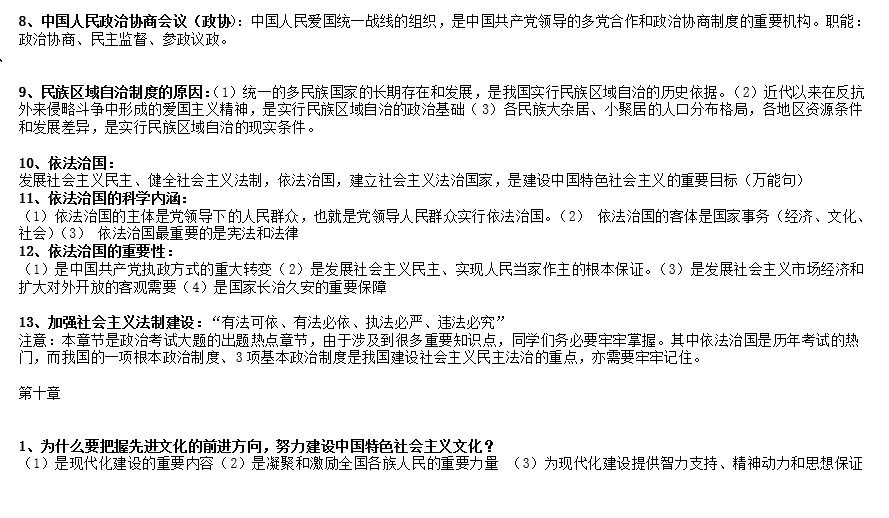 8、中国人民政治协商会议（政协）：中国人民爱国统一战线的组织，是中国共产党领导的多党合作和政治协商制度的重要机构。职能：
政治协商、民主监督、参政议政。
9、民族区域自治制度的原因：（1）统一的多民族国家的长期存在和发展，是我国实行民族区域自治的历史依据。（2）近代以来在反抗
外来侵略斗争中形成的爱国主义精神，是实行民族区域自治的政治基础（3）各民族大杂居、小聚居的人口分布格局，各地区资源条件
和发展差异，是实行民族区域自治的现实条件。
10、依法治国：
发展社会主义民主、健全社会主义法制，依法治国，建立社会主义法治国家，是建设中国特色社会主义的重要目标（万能句）
11、依法治国的科学内涵：
（1）依法治国的主体是党领导下的人民群众，也就是党领导人民群众实行依法治国。（2） 依法治国的客体是国家事务（经济、文化、
社会）（3） 依法治国最重要的是宪法和法律
12、依法治国的重要性：
（1）是中国共产党执政方式的重大转变（2）是发展社会主义民主、实现人民当家作主的根本保证。（3）是发展社会主义市场经济和
扩大对外开放的客观需要（4）是国家长治久安的重要保障
13、加强社会主义法制建设：“有法可依、有法必依、执法必严、违法必究”
注意：本章节是政治考试大题的出题热点章节，由于涉及到很多重要知识点，同学们务必要牢牢掌握。其中依法治国是历年考试的热
门，而我国的一项根本政治制度、3项基本政治制度是我国建设社会主义民主法治的重点，亦需要牢牢记住。
第十章
1、为什么要把握先进文化的前进方向，努力建设中国特色社会主义文化？
（1）是现代化建设的重要内容（2）是凝聚和激励全国各族人民的重要力量 （3）为现代化建设提供智力支持、精神动力和思想保证